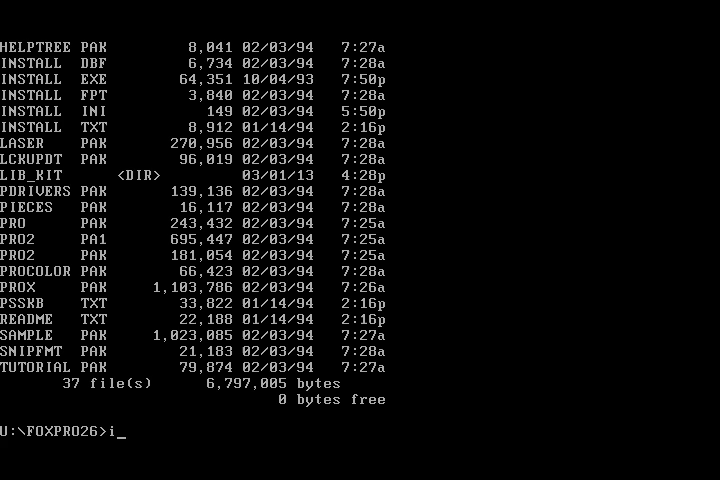 HELPTREE PAK 8,041 02/03/94 7:27a
INSTALL DBF 6,734 02/03/94 7:28a
INSTALL EXE 64,351 10/04/93 7:50p
INSTALL FPT 3,840 02/03/94 7:28a
INSTALL INI 149 02/03/94 5:50p
INSTALL TXT 8,912 01/14/94 2:16p
LASER PAK 270,956 02/03/94 7:28a
LCKUPDT PAK 96,019 02/03/94 7:28a
LIB_KIT <DIR> 03/01/13 4:28p
PDRIVERS PAK 139,136 02/03/94 7:28a
PIECES PAK 16,117 02/03/94 7:28a
PRO PAK 243,432 02/03/94 7:25a
PRO2 PA1 695,447 02/03/94 7:25a
PRO2 PAK 181,054 02/03/94 7:25a
PROCOLOR PAK 66,423 02/03/94 7:28a
PROX PAK 1,103,786 02/03/94 7:26a
PSSKB TXT 33,822 01/14/94 2:16p
README TXT 22,188 01/14/94 2:16p
SAMPLE PAK 1,023,085 02/03/94 7:27a
SNIPFMT PAK 21,183 02/03/94 7:28a
TUTORIAL PAK 79,874 02/03/94 7:27a
37 file(s) 6,797,005 bytes
0 bytes free
U:\FOXPRO26>i_